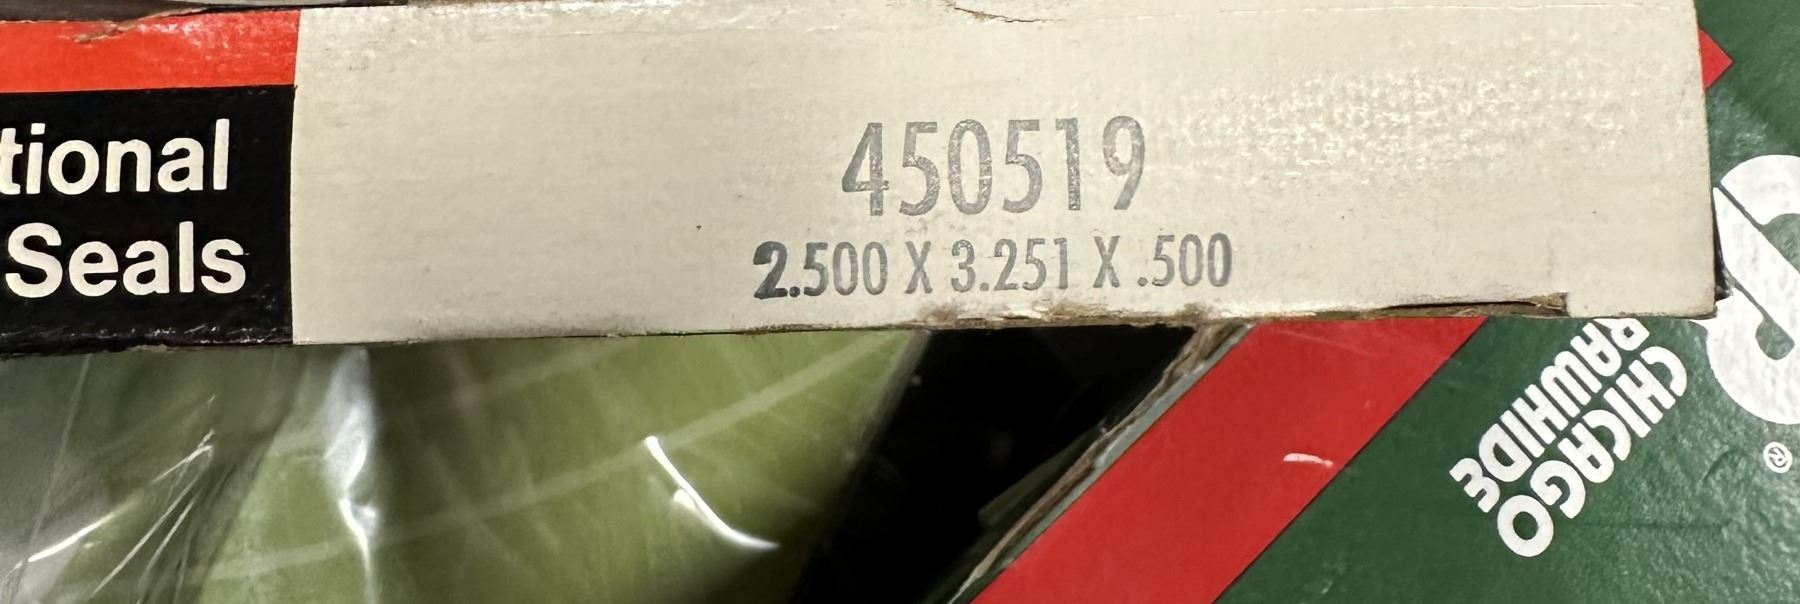 tional
Seals
450519
2.500 X 3.251 X .500
CHICAGO
RAWHIDE
®